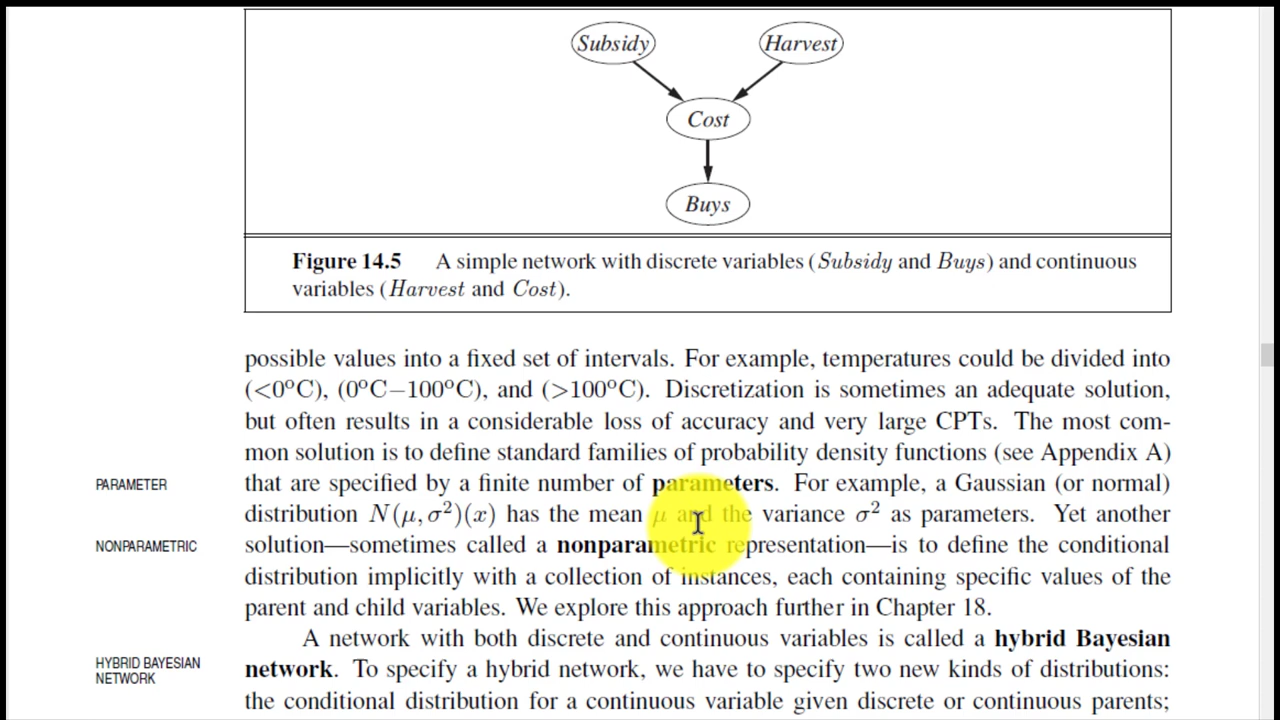 Subsidy Harvest
Cost
Buys
Figure 14.5 A simple network with discrete variables (Subsidy and Buys) and continuous
variables (Harvest and Cost).
possible values into a fixed set of intervals. For example, temperatures could be divided into
(<0°C), (0°C−100°C), and (>100°C). Discretization is sometimes an adequate solution,
but often results in a considerable loss of accuracy and very large CPTs. The most com-
mon solution is to define standard families of probability density functions (see Appendix A)
PARAMETER that are specified by a finite number of parameters. For example, a Gaussian (or normal)
distribution N(μ, σ²)(x) has the mean μ and the variance σ² as parameters. Yet another
NONPARAMETRIC solution—sometimes called a nonparametric representation—is to define the conditional
distribution implicitly with a collection of instances, each containing specific values of the
parent and child variables. We explore this approach further in Chapter 18.
A network with both discrete and continuous variables is called a hybrid Bayesian
HYBRID BAYESIAN
NETWORK
network. To specify a hybrid network, we have to specify two new kinds of distributions:
the conditional distribution for a continuous variable given discrete or continuous parents;